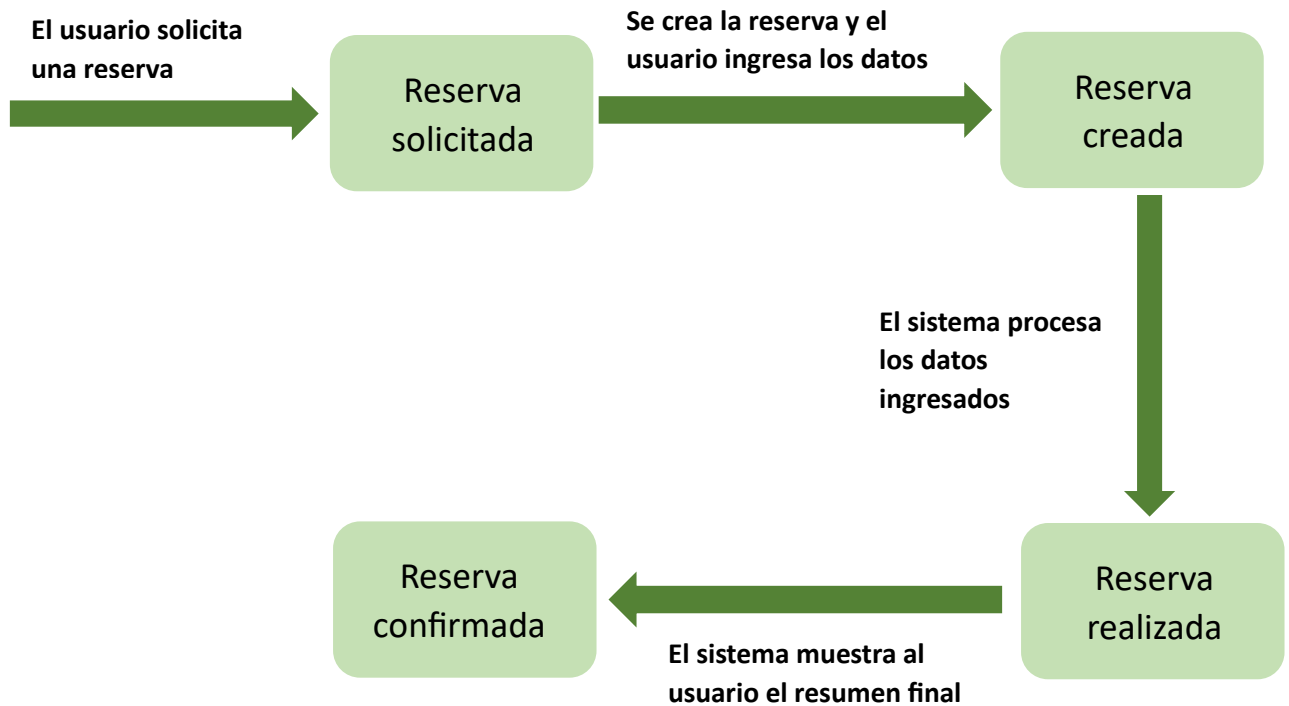 El usuario solicita
una reserva
Reserva
solicitada
Se crea la reserva y el
usuario ingresa los datos
Reserva
creada
El sistema procesa
los datos
ingresados
Reserva
realizada
El sistema muestra al
usuario el resumen final
Reserva
confirmada